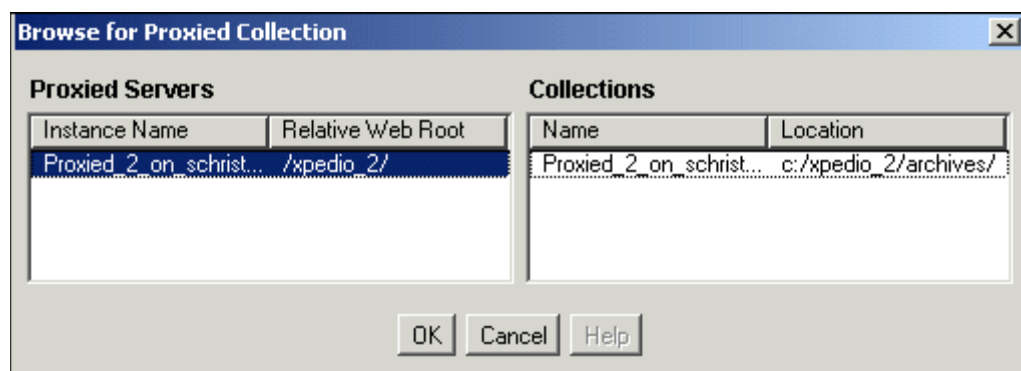 Browse for Proxied Collection
Proxied Servers
Instance Name Relative Web Root
Proxied_2_on_schrist... /xpedio_2/
Collections
Name Location
Proxied_2_on_schrist... c:/xpedio_2/archives/
OK Cancel Help